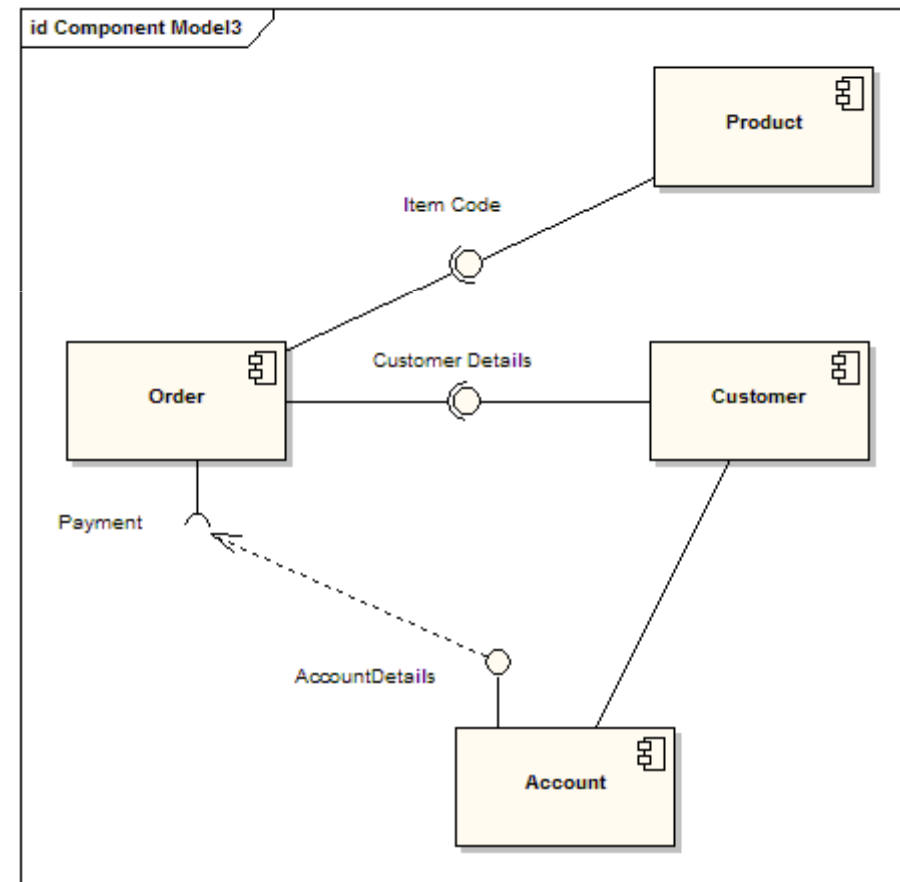 id Component Model3
Product
Item Code
Customer Details
Order
Customer
Payment
AccountDetails
Account